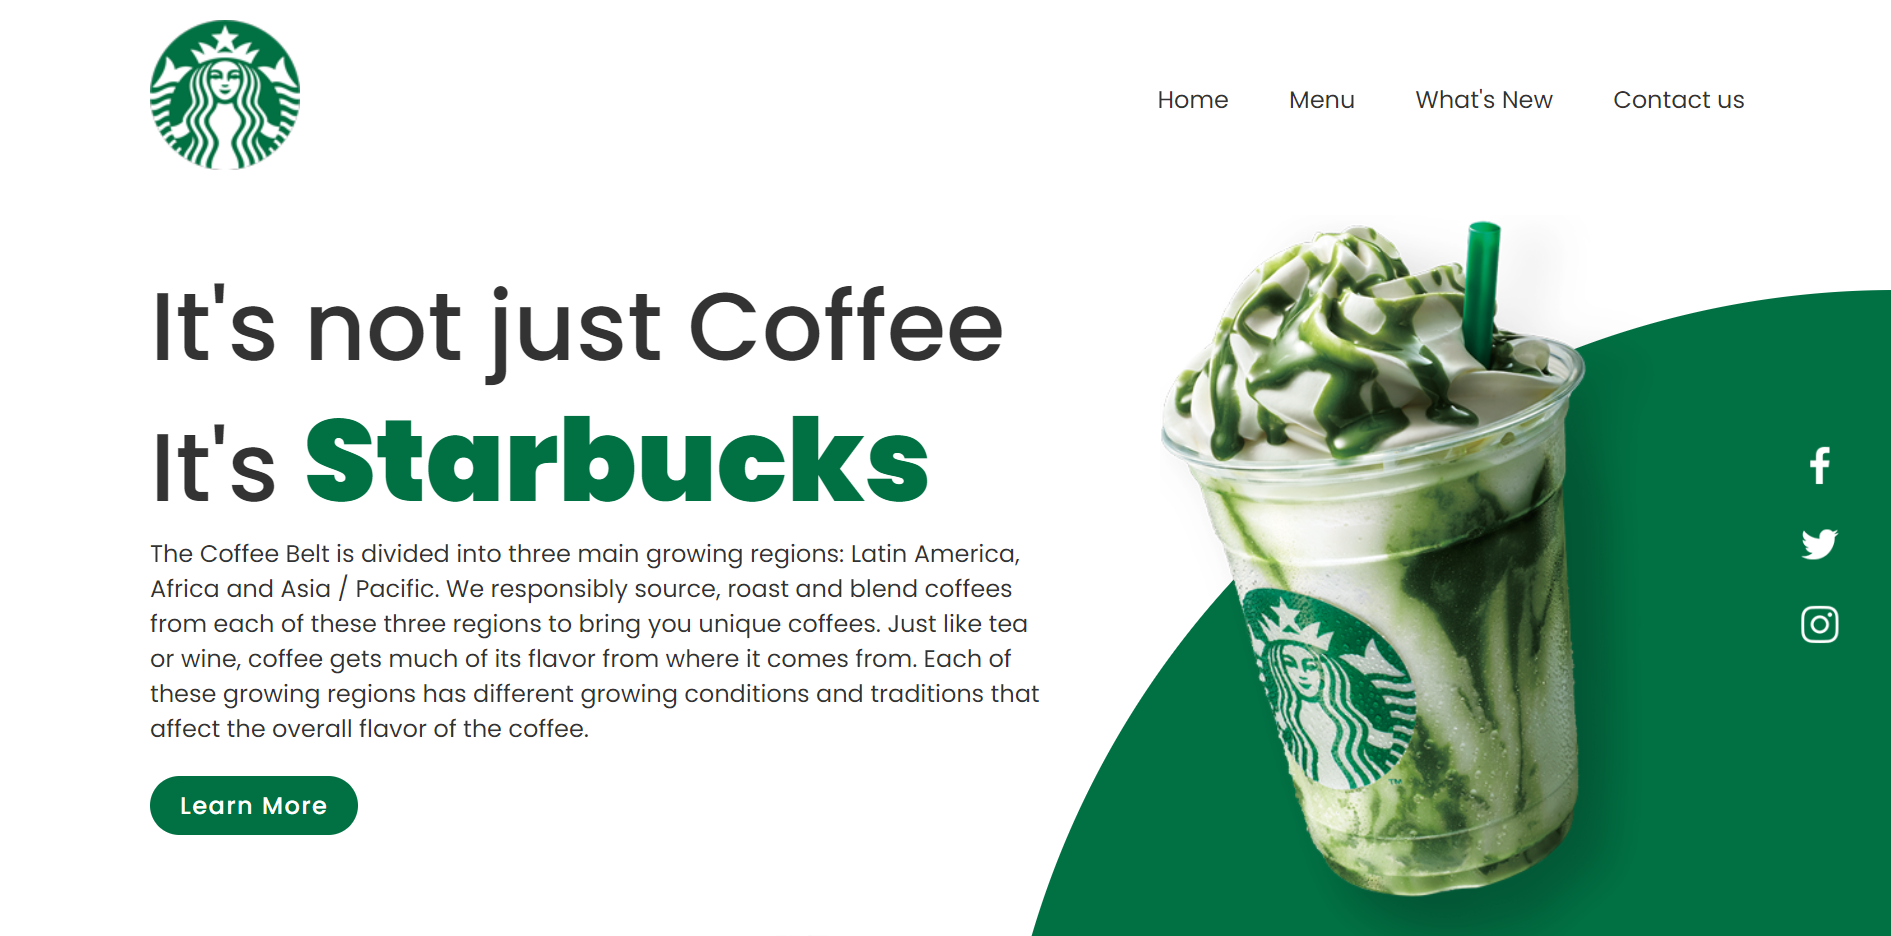 Home Menu What's New Contact us
It's not just Coffee
It's Starbucks
The Coffee Belt is divided into three main growing regions: Latin America,
Africa and Asia / Pacific. We responsibly source, roast and blend coffees
from each of these three regions to bring you unique coffees. Just like tea
or wine, coffee gets much of its flavor from where it comes from. Each of
these growing regions has different growing conditions and traditions that
affect the overall flavor of the coffee.
Learn More
TM